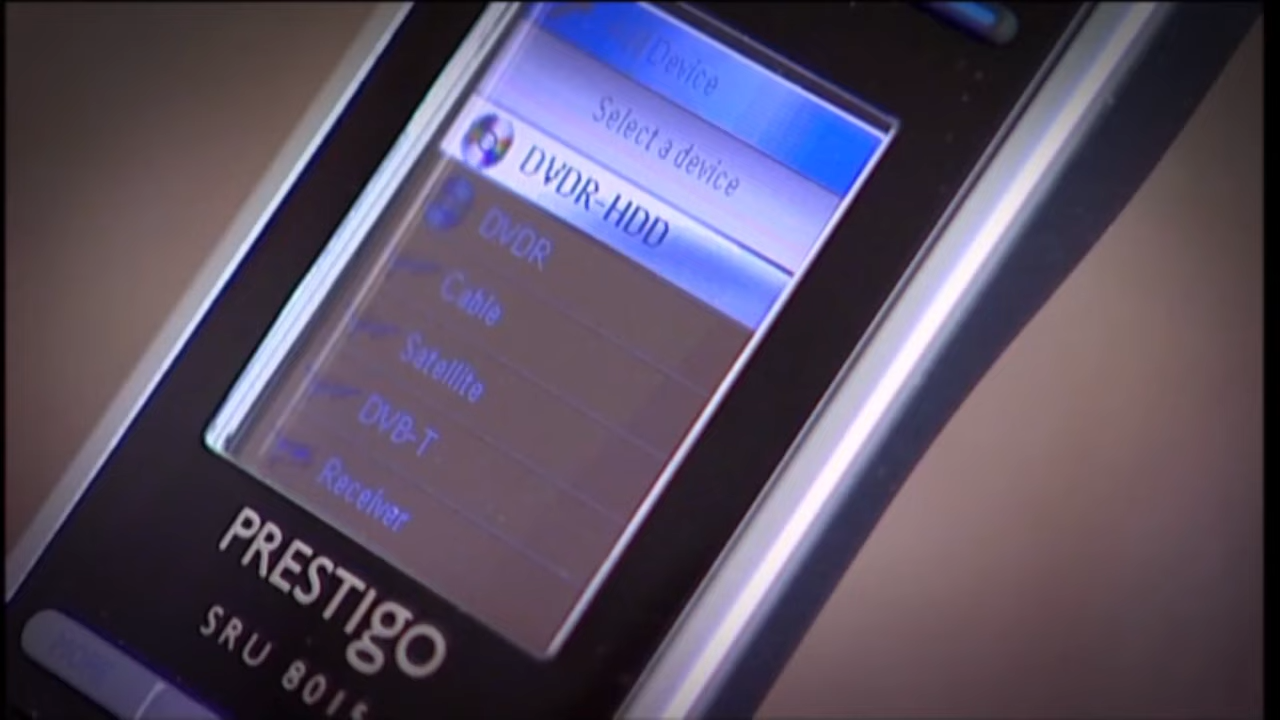 Device
Select a device
DVDR-HDD
DVDR
Cable
Satellite
DVB-T
Receiver
PRESTIGO
SRU 8015